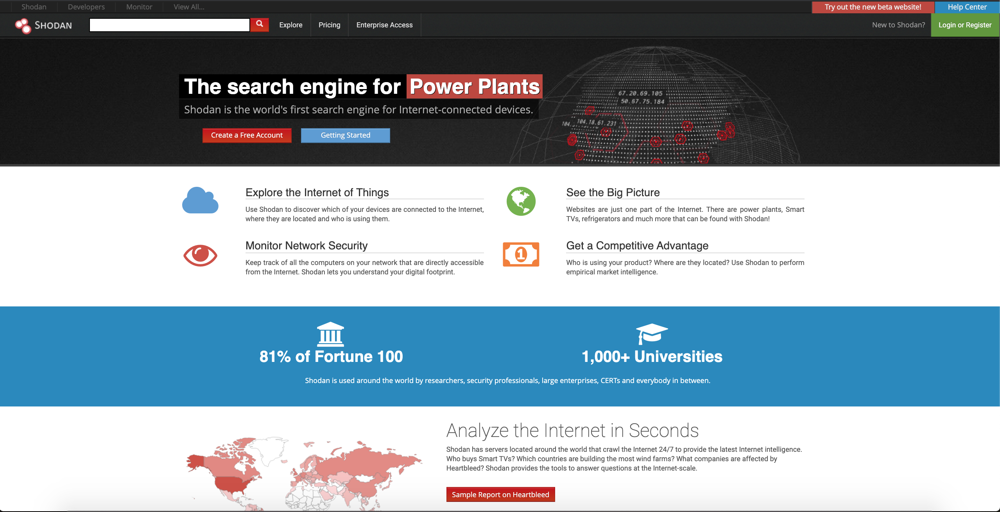 Shodan
Developers
Monitor
View All...
Try out the new beta website!
Help Center
SHODAN
Explore
Pricing
Enterprise Access
New to Shodan?
Login or Register
The search engine for Power Plants
Shodan is the world's first search engine for Internet-connected devices.
Create a Free Account
Getting Started
67.20.69.105
50.87.75.184
104.18.61.231
104.
Explore the Internet of Things
Use Shodan to discover which of your devices are connected to the Internet,
where they are located and who is using them.
See the Big Picture
Websites are just one part of the Internet. There are power plants, Smart
TVs, refrigerators and much more that can be found with Shodan!
Monitor Network Security
Keep track of all the computers on your network that are directly accessible
from the Internet. Shodan lets you understand your digital footprint.
1
Get a Competitive Advantage
Who is using your product? Where are they located? Use Shodan to perform
empirical market intelligence.
81% of Fortune 100
1,000+ Universities
Shodan is used around the world by researchers, security professionals, large enterprises, CERTs and everybody in between.
Analyze the Internet in Seconds
Shodan has servers located around the world that crawl the Internet 24/7 to provide the latest Internet intelligence.
Who buys Smart TVs? Which countries are building the most wind farms? What companies are affected by
Heartbleed? Shodan provides the tools to answer questions at the Internet-scale.
Sample Report on Heartbleed